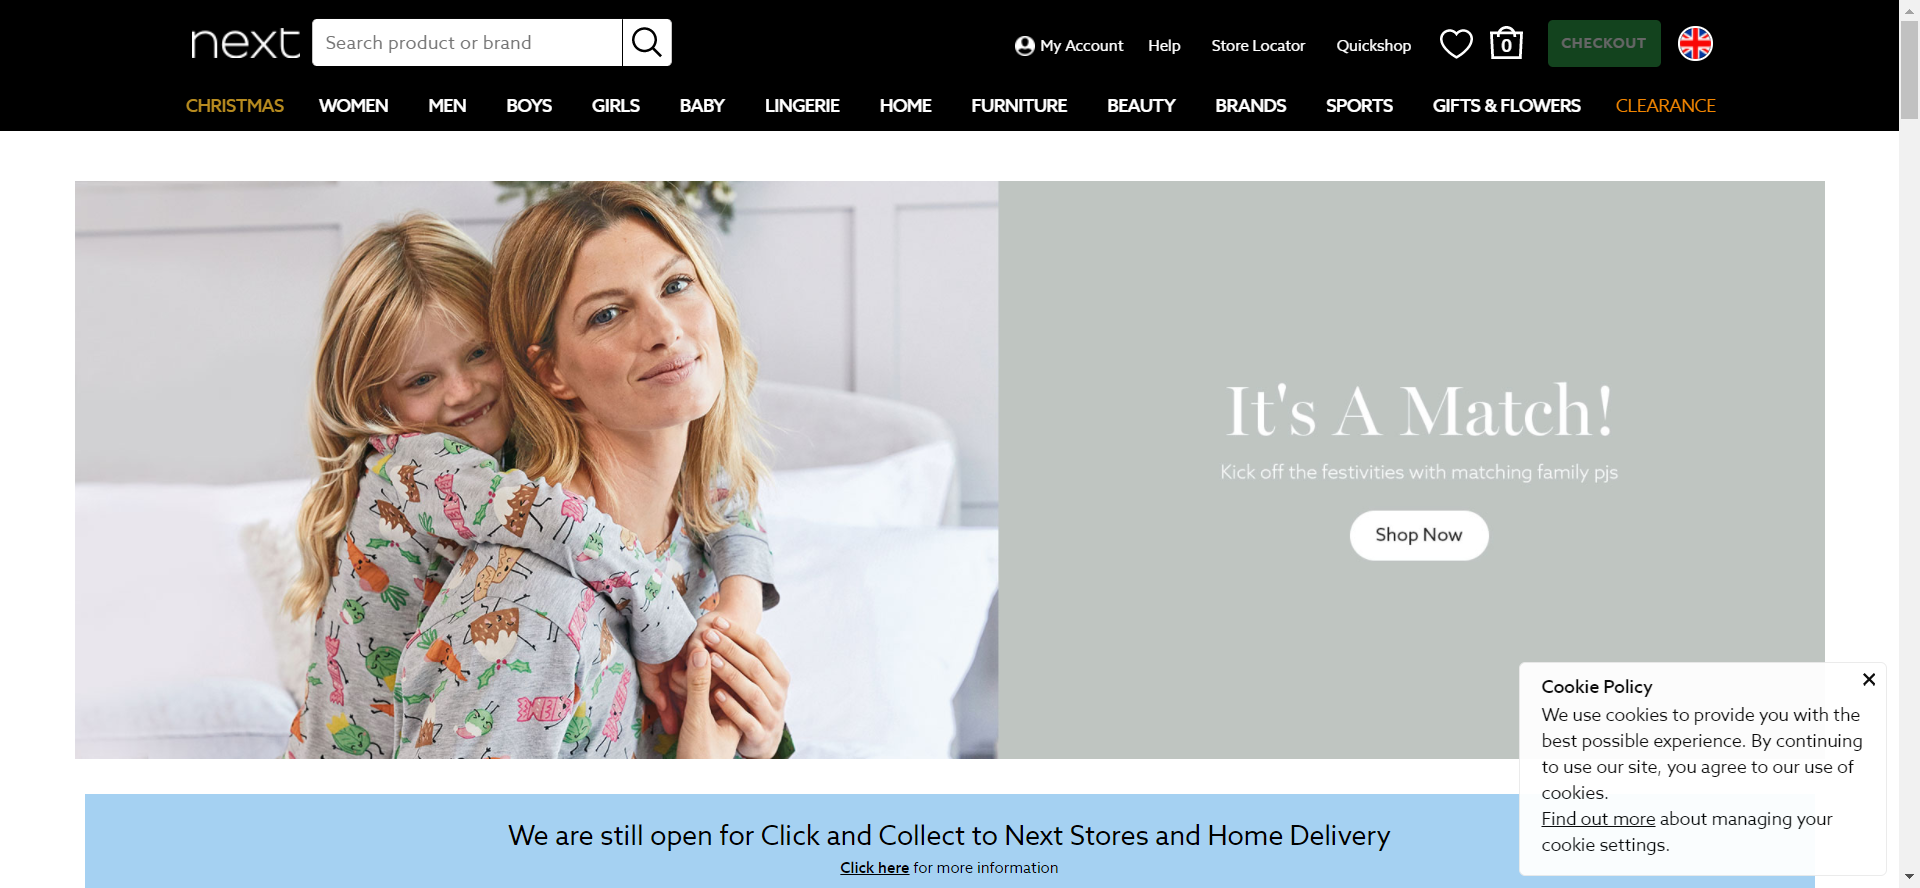 next
Search product or brand
My Account
Help
Store Locator
Quickshop
0
CHECKOUT
CHRISTMAS
WOMEN
MEN
BOYS
GIRLS
BABY
LINGERIE
HOME
FURNITURE
BEAUTY
BRANDS
SPORTS
GIFTS & FLOWERS
CLEARANCE
It's A Match!
Kick off the festivities with matching family pjs
Shop Now
Cookie Policy
We use cookies to provide you with the
best possible experience. By continuing
to use our site, you agree to our use of
cookies.
Find out more about managing your
cookie settings.
We are still open for Click and Collect to Next Stores and Home Delivery
Click here for more information